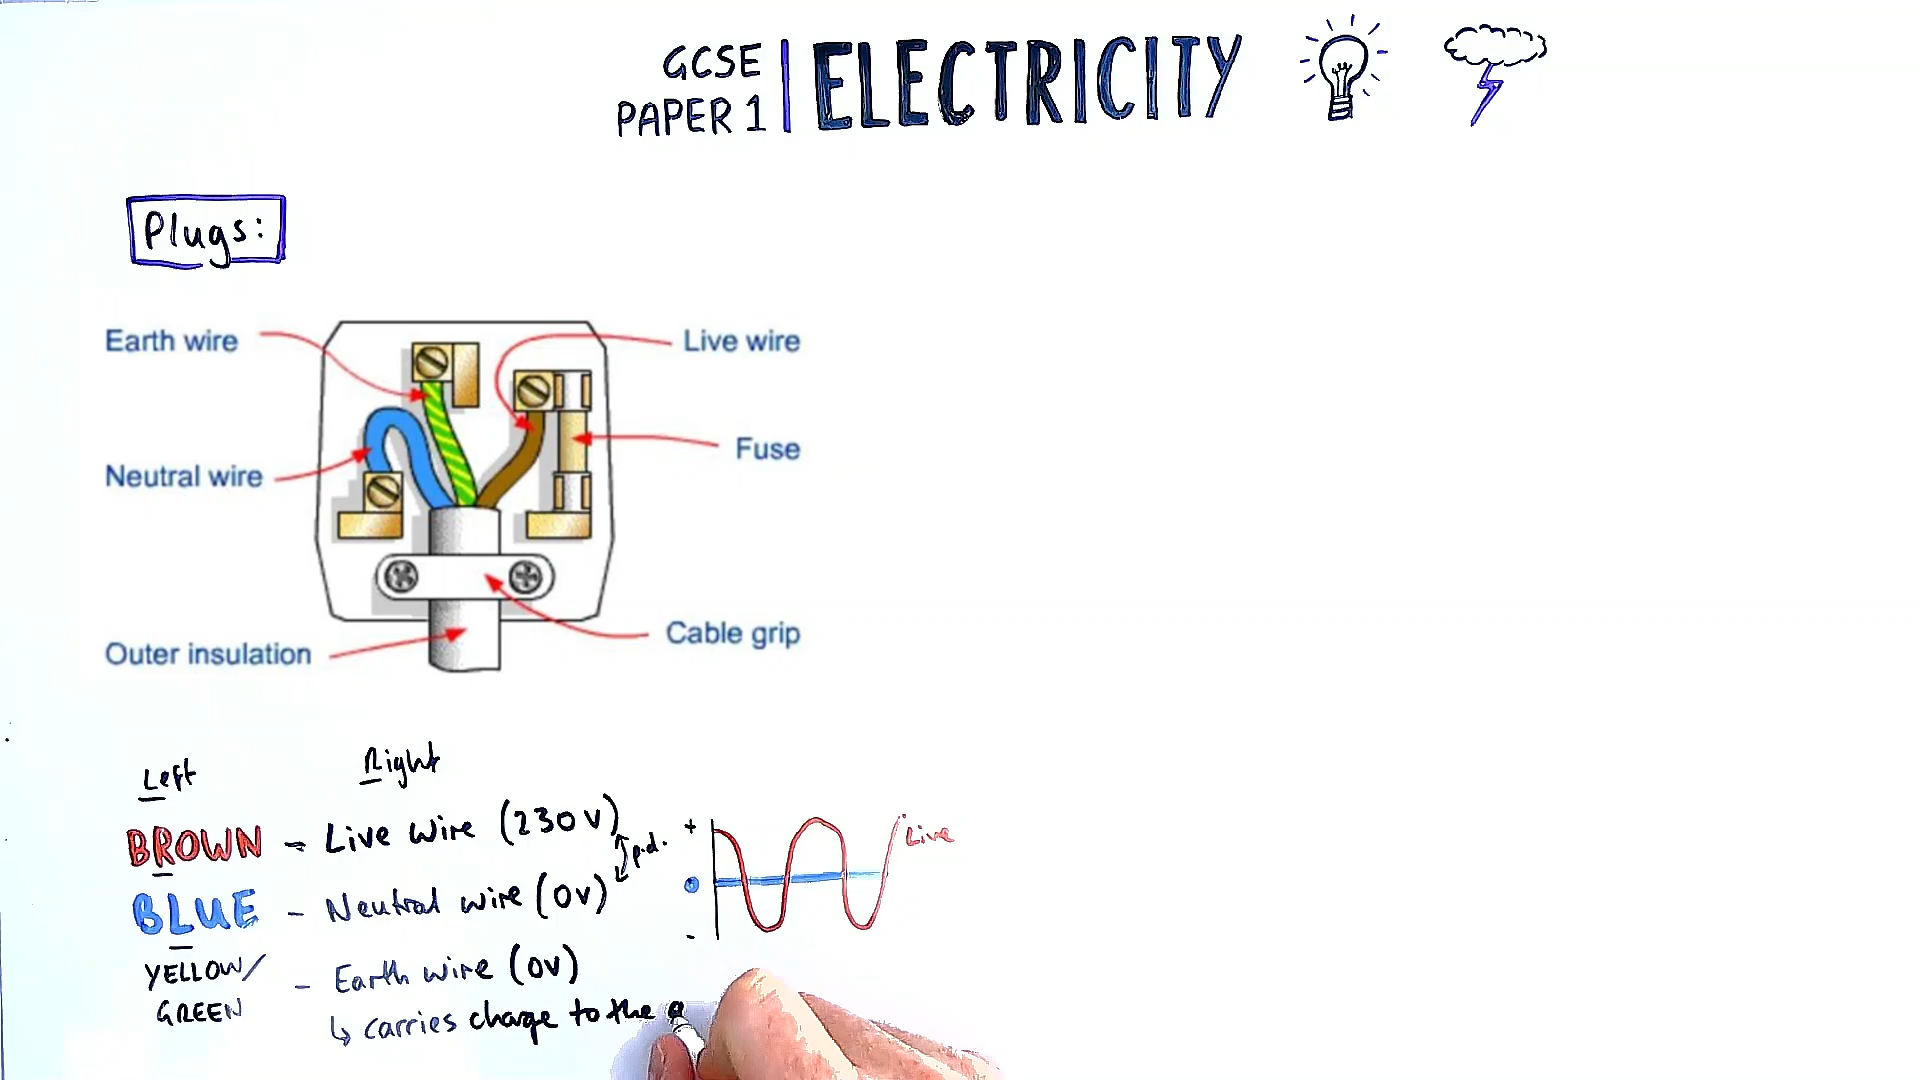 GCSE
PAPER 1
ELECTRICITY
Plugs:
Earth wire
Live wire
Neutral wire
Fuse
Outer insulation
Cable grip
Left Right
BROWN - Live wire (230V)
p.d.
BLUE - Neutral wire (0V)
YELLOW/
GREEN - Earth wire (0V)
↳ carries charge to the
+
0
-
Live